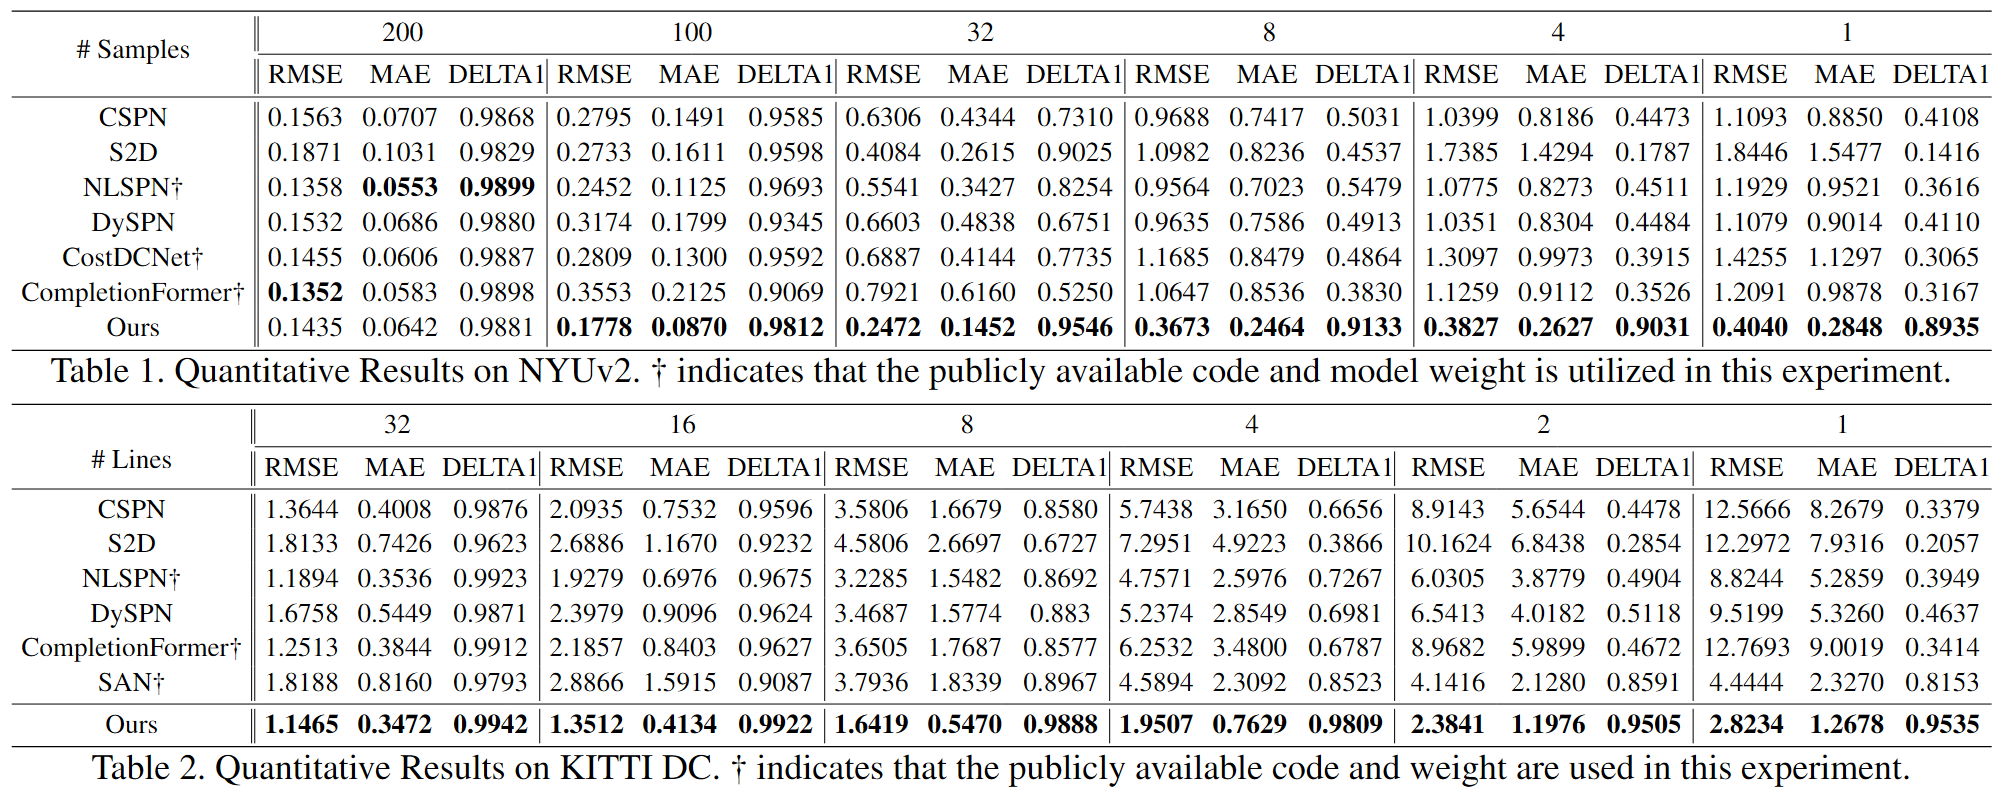 # Samples 200 100 32 8 4 1
RMSE MAE DELTA1 RMSE MAE DELTA1 RMSE MAE DELTA1 RMSE MAE DELTA1 RMSE MAE DELTA1 RMSE MAE DELTA1
CSPN 0.1563 0.0707 0.9868 0.2795 0.1491 0.9585 0.6306 0.4344 0.7310 0.9688 0.7417 0.5031 1.0399 0.8186 0.4473 1.1093 0.8850 0.4108
S2D 0.1871 0.1031 0.9829 0.2733 0.1611 0.9598 0.4084 0.2615 0.9025 1.0982 0.8236 0.4537 1.7385 1.4294 0.1787 1.8446 1.5477 0.1416
NLSPN† 0.1358 0.0553 0.9899 0.2452 0.1125 0.9693 0.5541 0.3427 0.8254 0.9564 0.7023 0.5479 1.0775 0.8273 0.4511 1.1929 0.9521 0.3616
DySPN 0.1532 0.0686 0.9880 0.3174 0.1799 0.9345 0.6603 0.4838 0.6751 0.9635 0.7586 0.4913 1.0351 0.8304 0.4484 1.1079 0.9014 0.4110
CostDCNet† 0.1455 0.0606 0.9887 0.2809 0.1300 0.9592 0.6887 0.4144 0.7735 1.1685 0.8479 0.4864 1.3097 0.9973 0.3915 1.4255 1.1297 0.3065
CompletionFormer† 0.1352 0.0583 0.9898 0.3553 0.2125 0.9069 0.7921 0.6160 0.5250 1.0647 0.8536 0.3830 1.1259 0.9112 0.3526 1.2091 0.9878 0.3167
Ours 0.1435 0.0642 0.9881 0.1778 0.0870 0.9812 0.2472 0.1452 0.9546 0.3673 0.2464 0.9133 0.3827 0.2627 0.9031 0.4040 0.2848 0.8935
Table 1. Quantitative Results on NYUv2. † indicates that the publicly available code and model weight is utilized in this experiment.
# Lines 32 16 8 4 2 1
RMSE MAE DELTA1 RMSE MAE DELTA1 RMSE MAE DELTA1 RMSE MAE DELTA1 RMSE MAE DELTA1 RMSE MAE DELTA1
CSPN 1.3644 0.4008 0.9876 2.0935 0.7532 0.9596 3.5806 1.6679 0.8580 5.7438 3.1650 0.6656 8.9143 5.6544 0.4478 12.5666 8.2679 0.3379
S2D 1.8133 0.7426 0.9623 2.6886 1.1670 0.9232 4.5806 2.6697 0.6727 7.2951 4.9223 0.3866 10.1624 6.8438 0.2854 12.2972 7.9316 0.2057
NLSPN† 1.1894 0.3536 0.9923 1.9279 0.6976 0.9675 3.2285 1.5482 0.8692 4.7571 2.5976 0.7267 6.0305 3.8779 0.4904 8.8244 5.2859 0.3949
DySPN 1.6758 0.5449 0.9871 2.3979 0.9096 0.9624 3.4687 1.5774 0.883 5.2374 2.8549 0.6981 6.5413 4.0182 0.5118 9.5199 5.3260 0.4637
CompletionFormer† 1.2513 0.3844 0.9912 2.1857 0.8403 0.9627 3.6505 1.7687 0.8577 6.2532 3.4800 0.6787 8.9682 5.9899 0.4672 12.7693 9.0019 0.3414
SAN† 1.8188 0.8160 0.9793 2.8866 1.5915 0.9087 3.7936 1.8339 0.8967 4.5894 2.3092 0.8523 4.1416 2.1280 0.8591 4.4444 2.3270 0.8153
Ours 1.1465 0.3472 0.9942 1.3512 0.4134 0.9922 1.6419 0.5470 0.9888 1.9507 0.7629 0.9809 2.3841 1.1976 0.9505 2.8234 1.2678 0.9535
Table 2. Quantitative Results on KITTI DC. † indicates that the publicly available code and weight are used in this experiment.